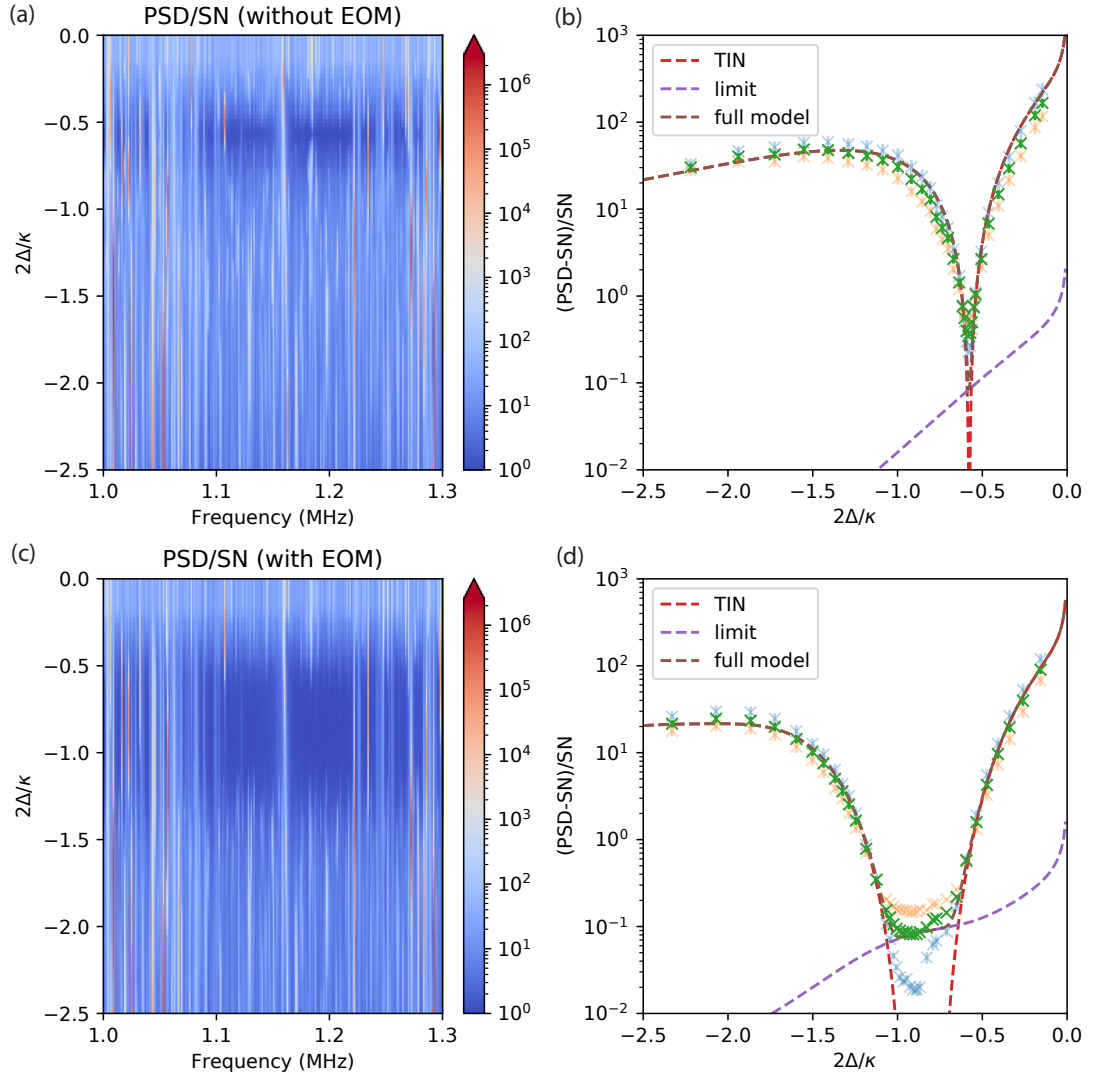 (a)
PSD/SN (without EOM)
0.0
−0.5
−1.0
−1.5
−2.0
−2.5
2Δ/κ
1.0 1.1 1.2 1.3
Frequency (MHz)
10⁶
10⁵
10⁴
10³
10²
10¹
10⁰
(b)
10³
10²
10¹
10⁰
10⁻¹
10⁻²
(PSD-SN)/SN
TIN
limit
full model
−2.5 −2.0 −1.5 −1.0 −0.5 0.0
2Δ/κ
(c)
PSD/SN (with EOM)
0.0
−0.5
−1.0
−1.5
−2.0
−2.5
2Δ/κ
1.0 1.1 1.2 1.3
Frequency (MHz)
10⁶
10⁵
10⁴
10³
10²
10¹
10⁰
(d)
10³
10²
10¹
10⁰
10⁻¹
10⁻²
(PSD-SN)/SN
TIN
limit
full model
−2.5 −2.0 −1.5 −1.0 −0.5 0.0
2Δ/κ